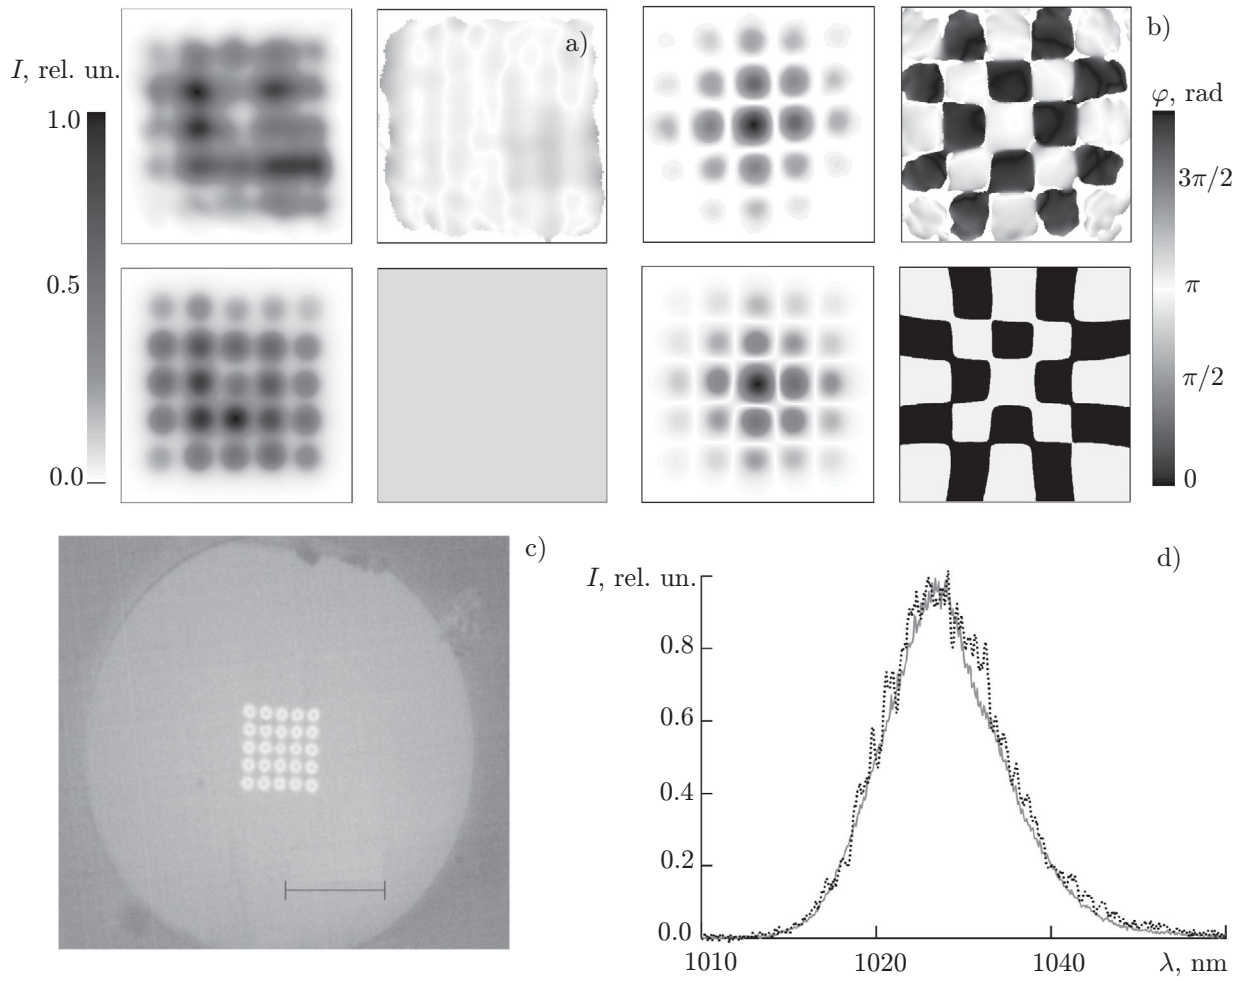 a)
b)
I, rel. un.
φ, rad
1.0
3π/2
0.5
π
π/2
0.0
0
c)
d)
I, rel. un.
0.8
0.6
0.4
0.2
0.0
1010
1020
1040
λ, nm